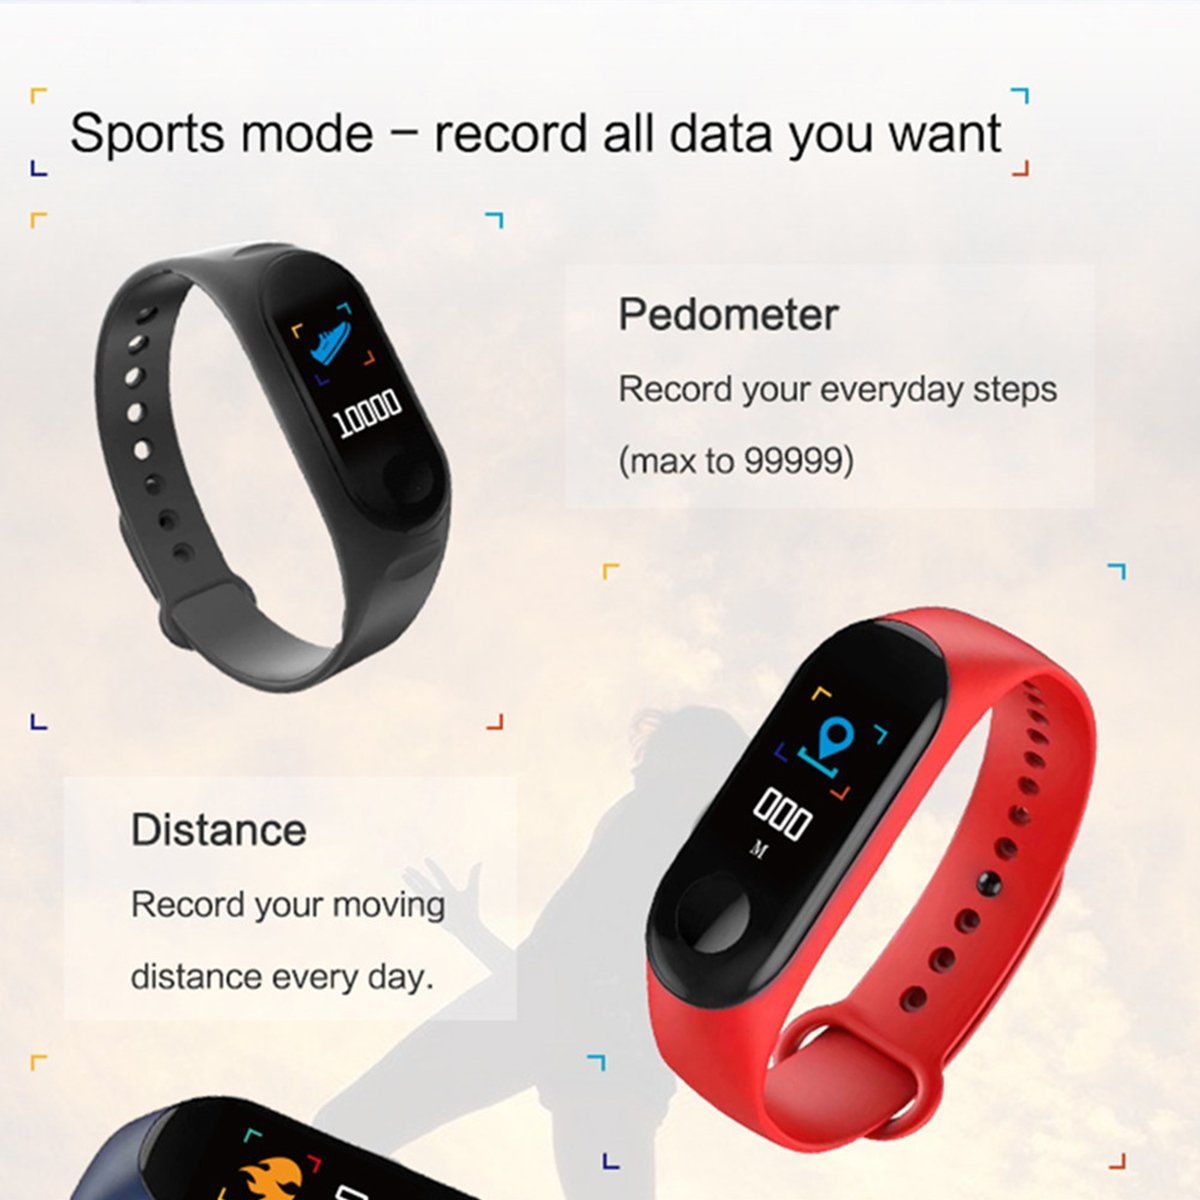 Sports mode – record all data you want
10000
Pedometer
Record your everyday steps
(max to 99999)
000
M
Distance
Record your moving
distance every day.